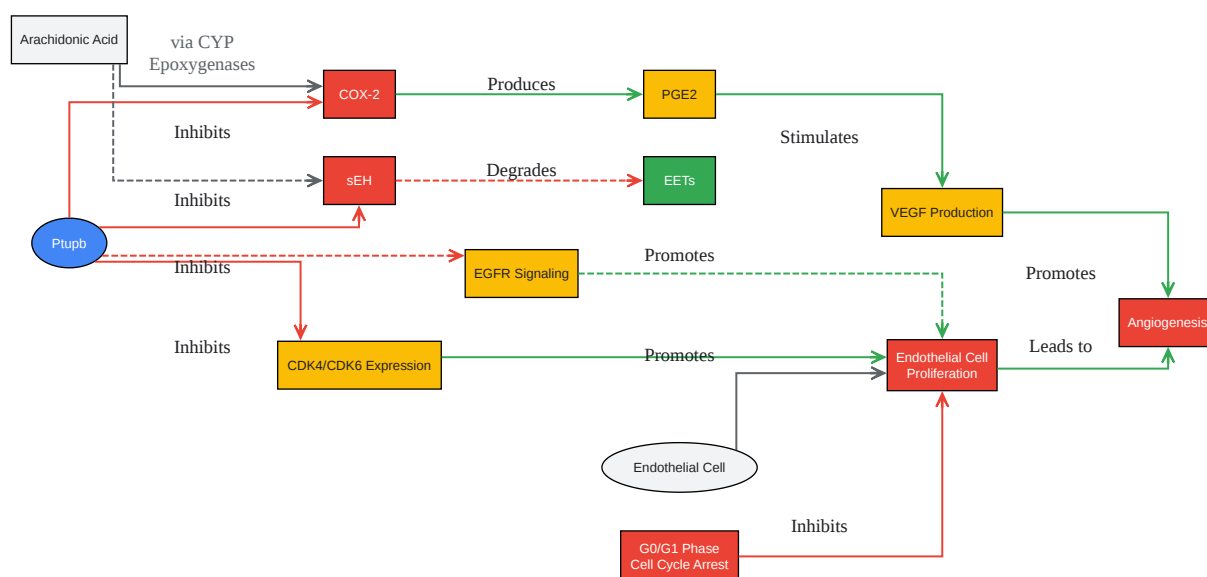 Arachidonic Acid
via CYP
Epoxygenases
COX-2
Produces
PGE2
Inhibits
Stimulates
sEH
Degrades
EETs
Inhibits
VEGF Production
Ptupb
Inhibits
EGFR Signaling
Promotes
Promotes
Angiogenesis
Inhibits
CDK4/CDK6 Expression
Promotes
Endothelial Cell
Proliferation
Leads to
Endothelial Cell
Inhibits
G0/G1 Phase
Cell Cycle Arrest